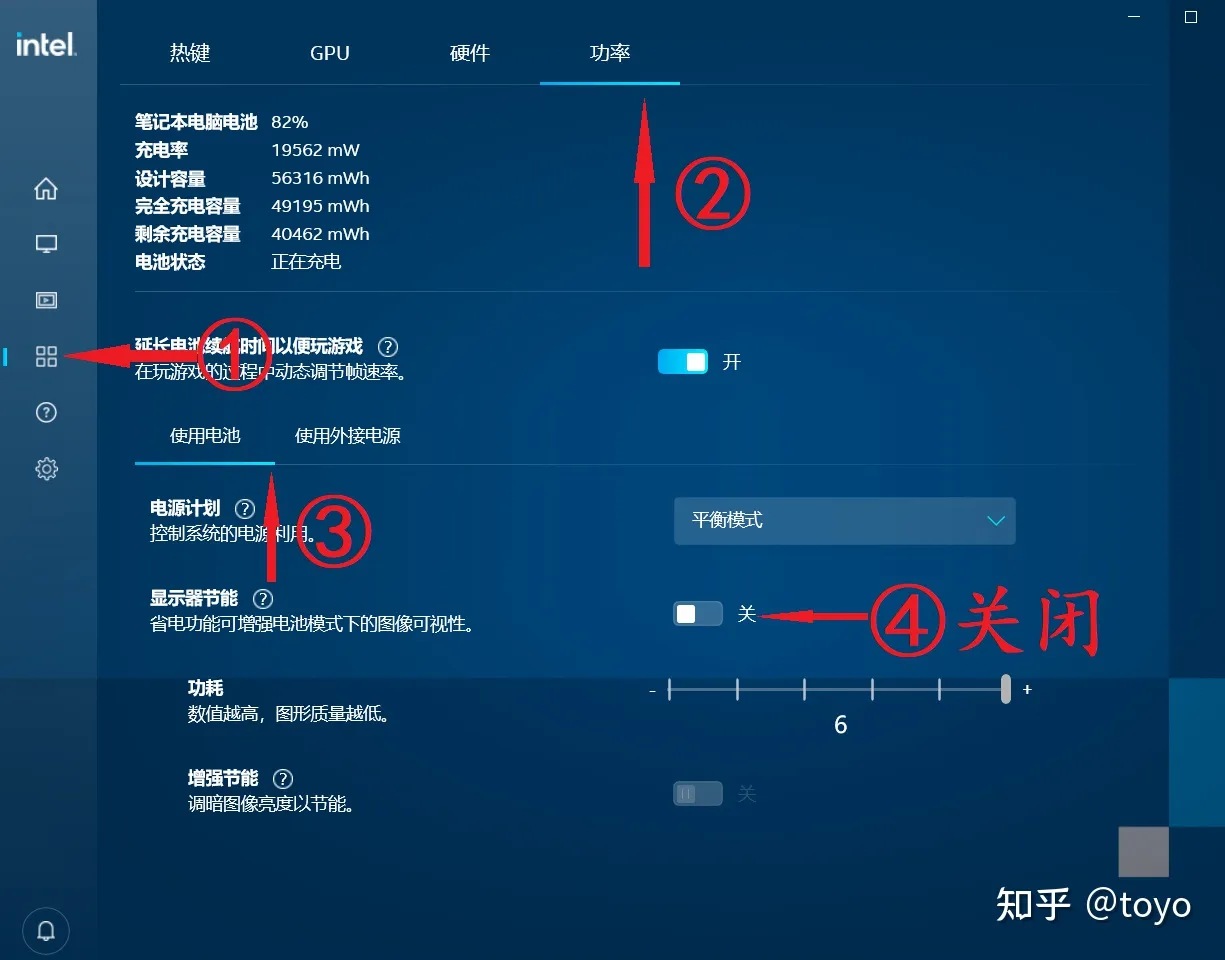 intel.
热键 GPU 硬件 功率
笔记本电脑电池 82%
充电率 19562 mW
设计容量 56316 mWh
完全充电容量 49195 mWh
剩余充电容量 40462 mWh
电池状态 正在充电
②
①
延长电池续航时间以便玩游戏 ?
在玩游戏的过程中动态调节帧速率。
开
使用电池 使用外接电源
电源计划 ?
控制系统的电源利用。
平衡模式
③
显示器节能 ?
省电功能可增强电池模式下的图像可视性。
关
④关闭
功耗
数值越高，图形质量越低。
- +
6
增强节能 ?
调暗图像亮度以节能。
关
知乎 @toyo